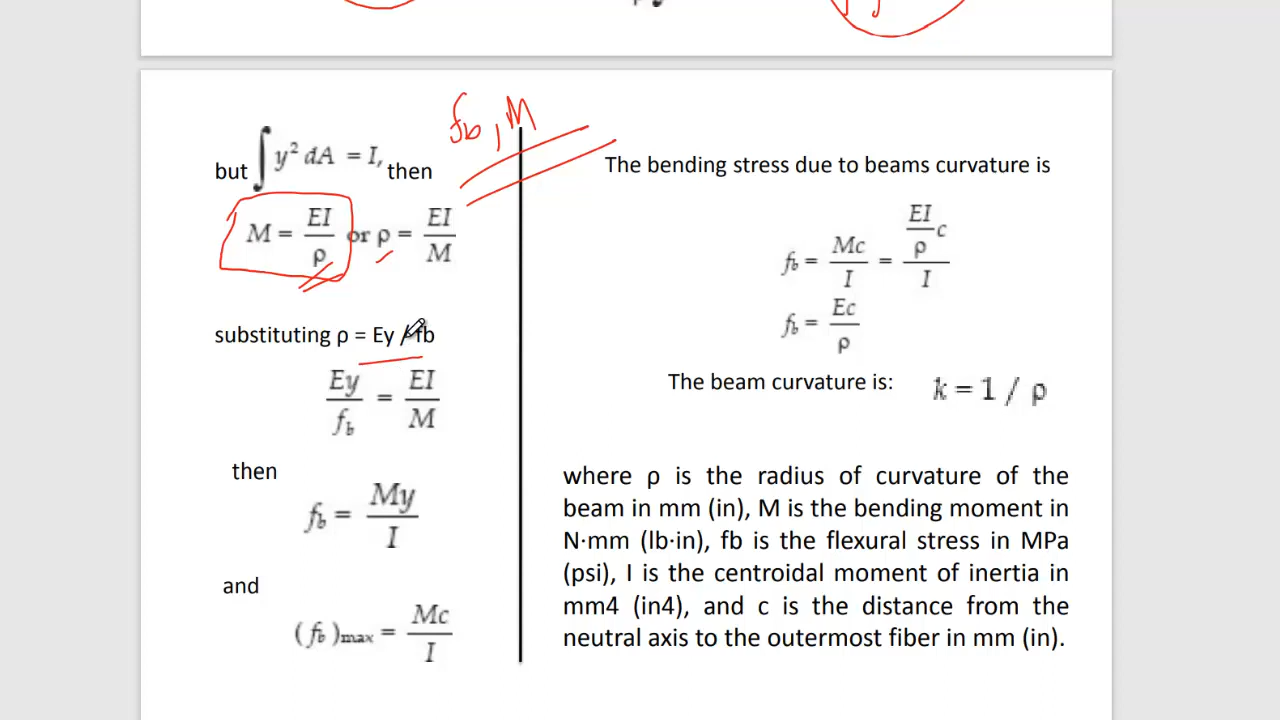 fb, M
but ∫ y² dA = I, then
M = EI/ρ or ρ = EI/M
substituting ρ = Ey / fb
Ey/fb = EI/M
then
fb = My/I
and
(fb)max = Mc/I
The bending stress due to beams curvature is
fb = Mc/I = (EI/ρ c)/I
fb = Ec/ρ
The beam curvature is: k = 1 / ρ
where ρ is the radius of curvature of the
beam in mm (in), M is the bending moment in
N·mm (lb·in), fb is the flexural stress in MPa
(psi), I is the centroidal moment of inertia in
mm4 (in4), and c is the distance from the
neutral axis to the outermost fiber in mm (in).